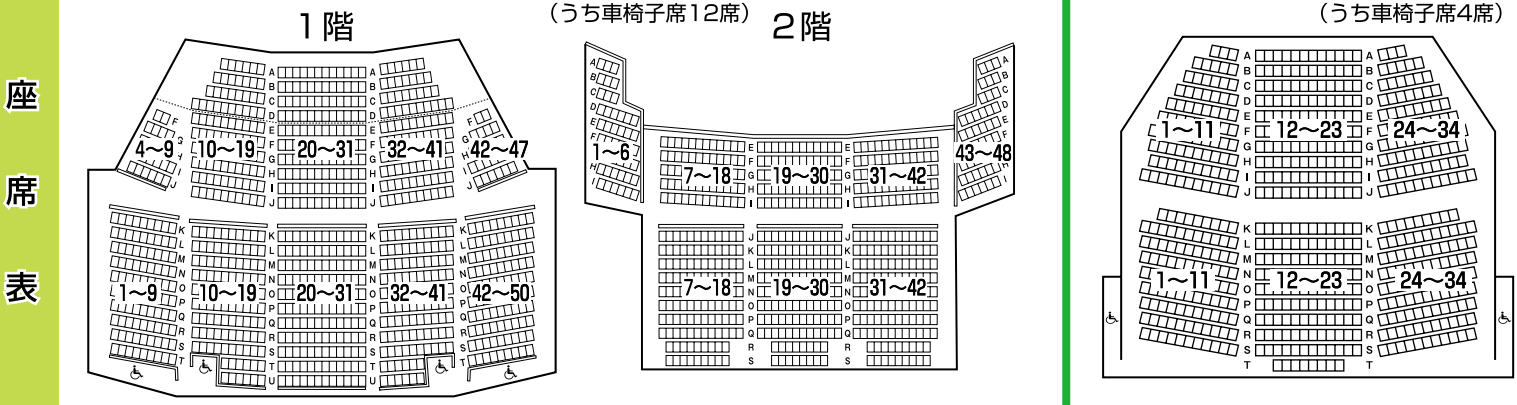 座席表
1階
(うち車椅子席12席)
2階
(うち車椅子席4席)
A A
B B
C C
D D
F E E F
G F F G
H G G H
H H
I I
J J J J
4〜9 10〜19 20〜31 32〜41 42〜47
K K K K
L L L L
M M M M
N N N N
O O O O
P P P P
Q Q Q Q
R R R R
S S S S
T T T T
U U
1〜9 10〜19 20〜31 32〜41 42〜50
A A
B B
C C
D D
E E
F F
G G
H H
I
1〜6 43〜48
E E
F F
G G
H H
I I
7〜18 19〜30 31〜42
J J
K K
L L
M M
N N
O O
P P
Q Q
R R
S S
7〜18 19〜30 31〜42
A A
B B
C C
D D
E E
F F
G G
H H
I I
J J
1〜11 12〜23 24〜34
K K
L L
M M
N N
O O
P P
Q Q
R R
S S
T T
1〜11 12〜23 24〜34